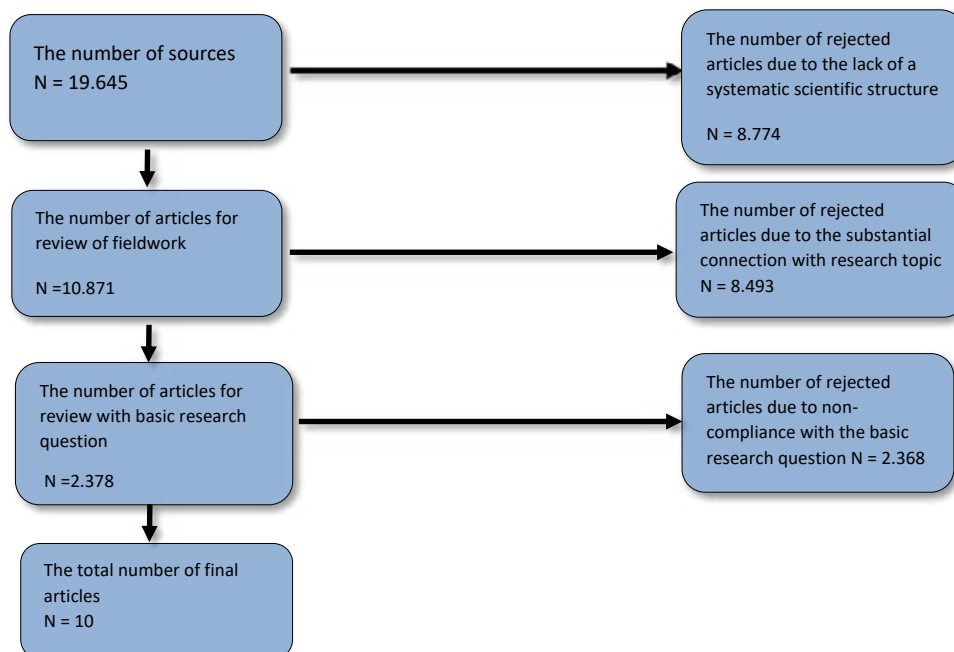 The number of sources
N = 19.645
The number of rejected
articles due to the lack of a
systematic scientific structure
N = 8.774
The number of articles for
review of fieldwork
N =10.871
The number of rejected
articles due to the substantial
connection with research topic
N = 8.493
The number of articles for
review with basic research
question
N =2.378
The number of rejected
articles due to non-
compliance with the basic
research question N = 2.368
The total number of final
articles
N = 10